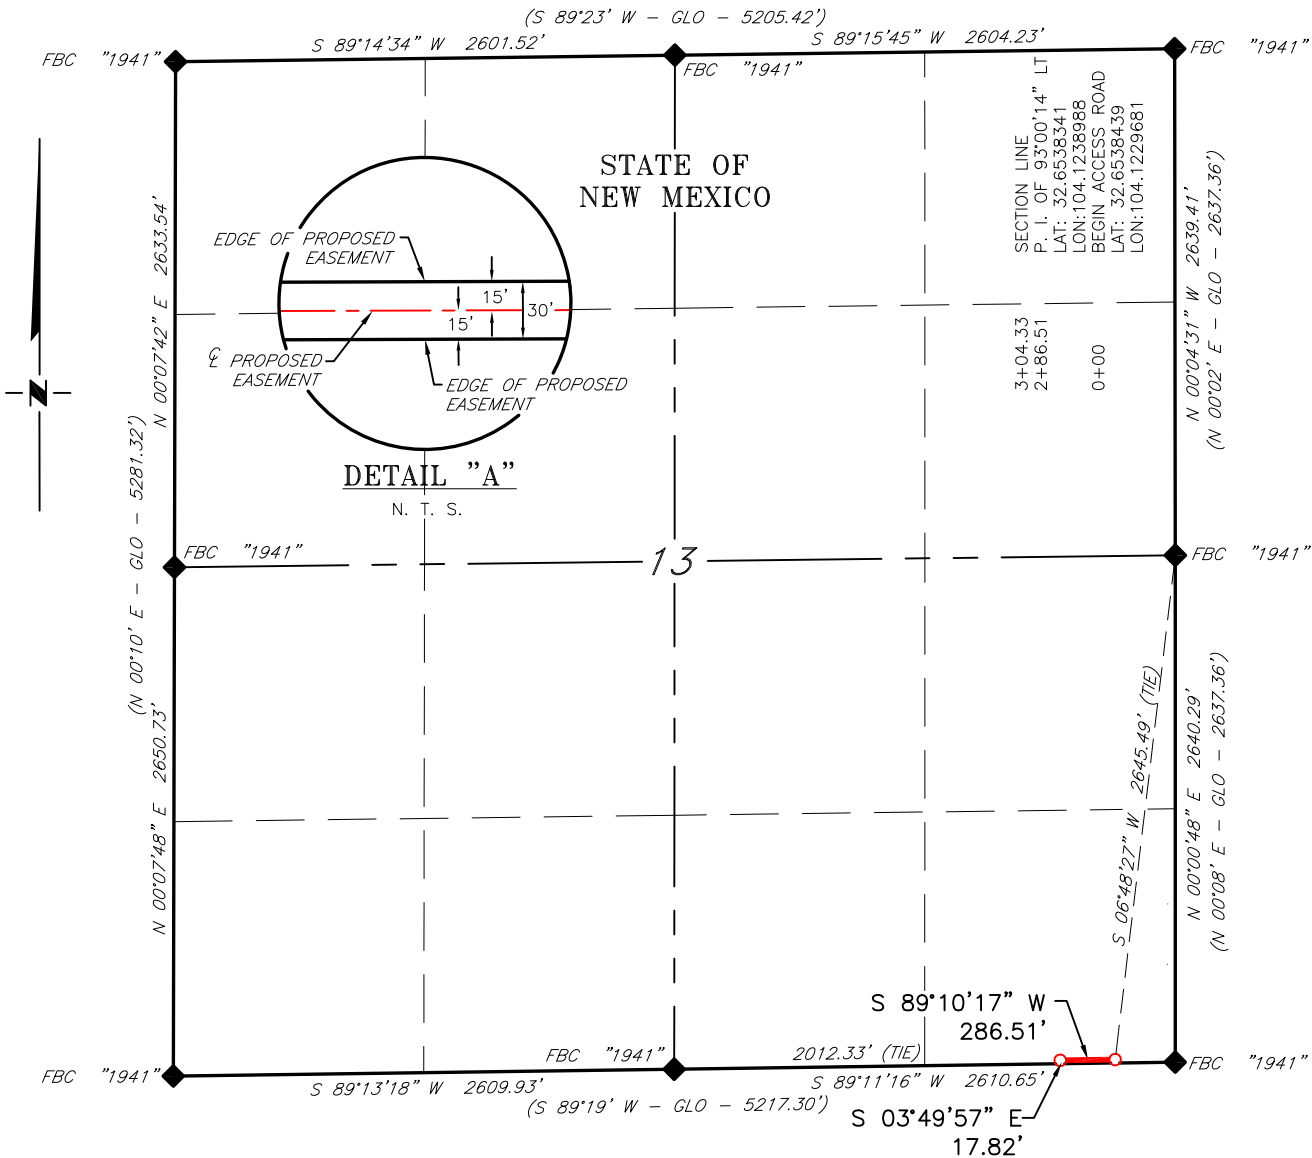 (S 89°23' W - GLO - 5205.42')
S 89°14'34" W 2601.52'
S 89°15'45" W 2604.23'
FBC "1941"
FBC "1941"
FBC "1941"
STATE OF
NEW MEXICO
SECTION LINE
P. I. OF 93°00'14" LT
LAT: 32.6538341
LON:104.1238988
BEGIN ACCESS ROAD
LAT: 32.6538439
LON:104.1229681
3+04.33
2+86.51
0+00
N 00°07'42" E 2633.54'
(N 00°10' E - GLO - 5281.32')
N 00°07'48" E 2650.73'
N 00°04'31" W 2639.41'
(N 00°02' E - GLO - 2637.36')
EDGE OF PROPOSED
EASEMENT
15'
30'
15'
℄ PROPOSED
EASEMENT
EDGE OF PROPOSED
EASEMENT
N
DETAIL "A"
N. T. S.
FBC "1941"
13
FBC "1941"
S 06°48'27" W 2645.49' (TIE)
N 00°00'48" E 2640.29'
(N 00°08' E - GLO - 2637.36')
S 89°10'17" W
286.51'
FBC "1941"
2012.33' (TIE)
FBC "1941"
FBC "1941"
S 89°13'18" W 2609.93'
S 89°11'16" W 2610.65'
(S 89°19' W - GLO - 5217.30')
S 03°49'57" E
17.82'